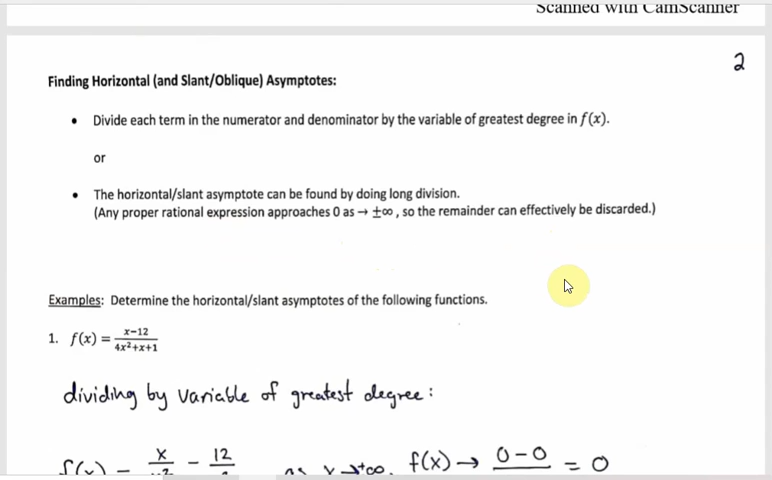 Scanned with CamScanner
2
Finding Horizontal (and Slant/Oblique) Asymptotes:
• Divide each term in the numerator and denominator by the variable of greatest degree in f(x).
or
• The horizontal/slant asymptote can be found by doing long division.
(Any proper rational expression approaches 0 as → ±∞ , so the remainder can effectively be discarded.)
Examples: Determine the horizontal/slant asymptotes of the following functions.
1. f(x) = x−12 / 4x²+x+1
dividing by variable of greatest degree:
f(x) = x/x² − 12 as x→±∞, f(x) → 0−0 = 0